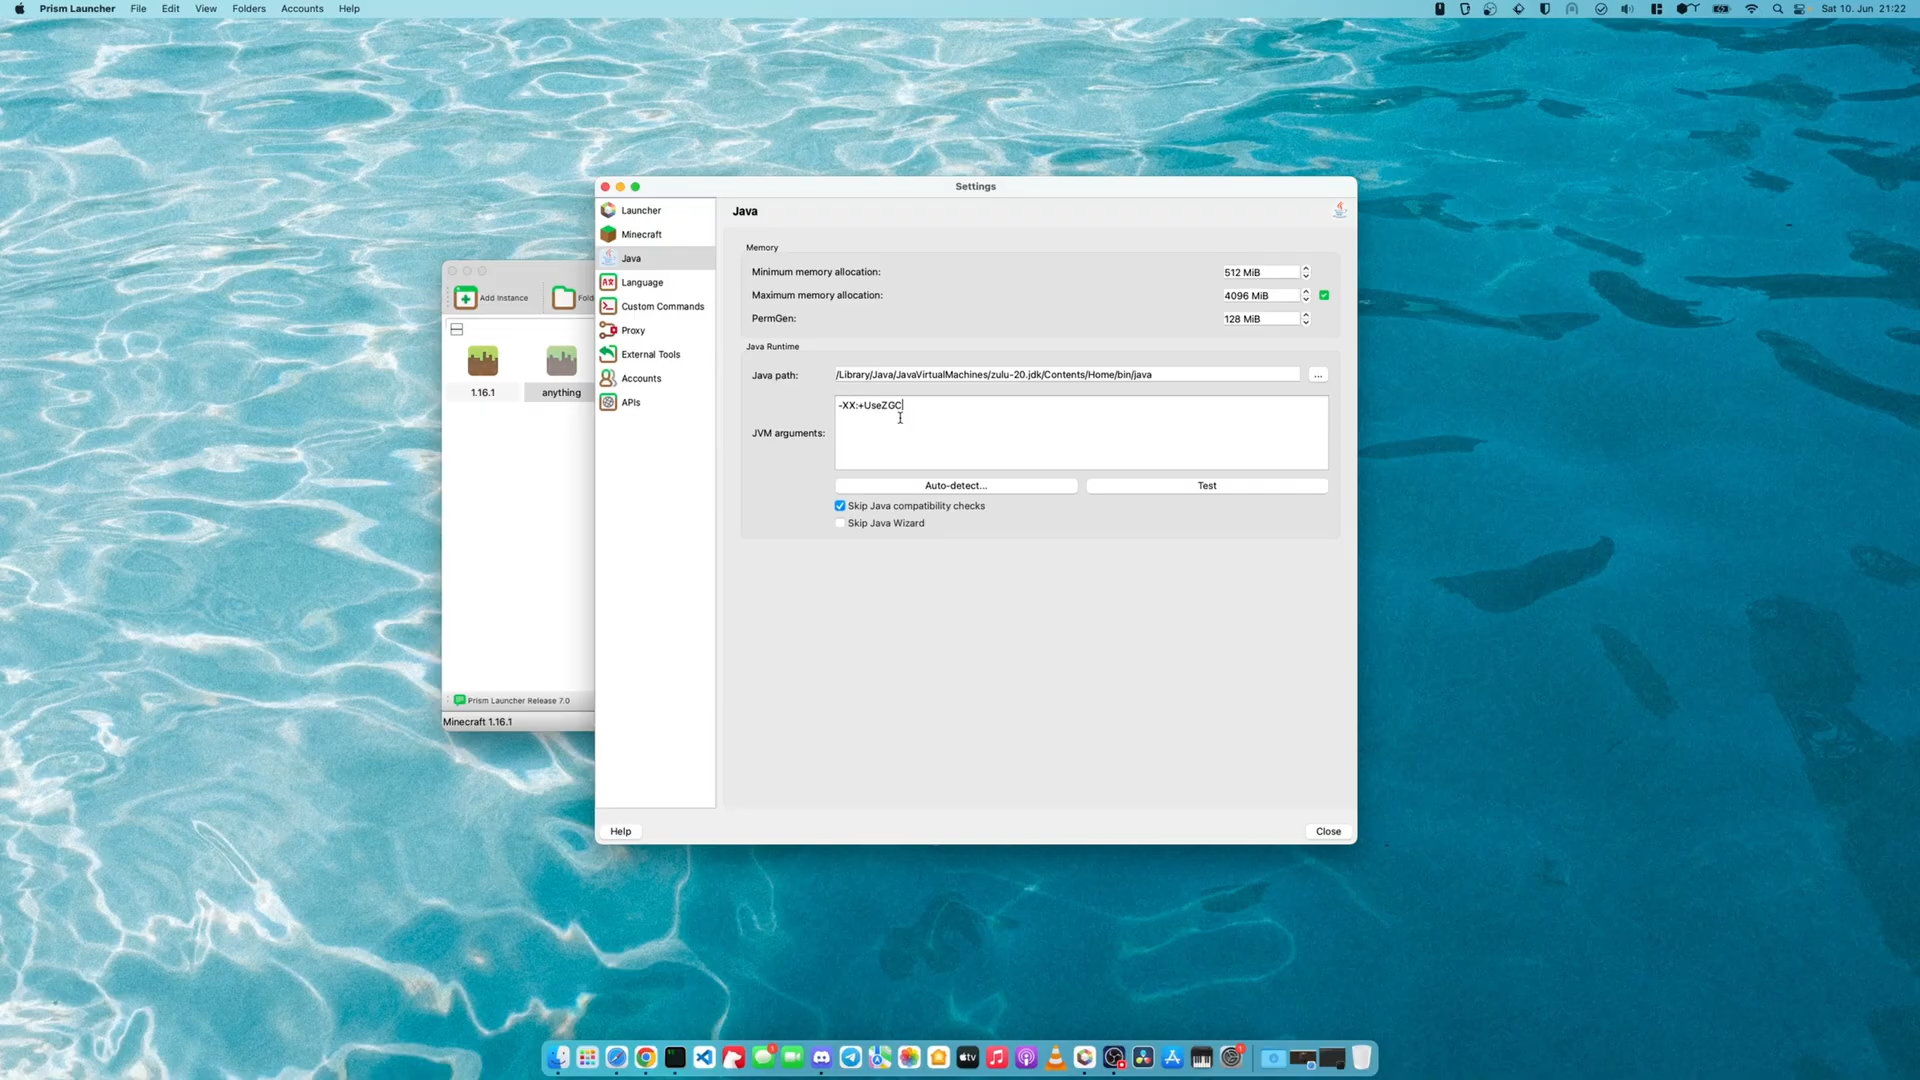 Prism Launcher File Edit View Folders Accounts Help Sat 10. Jun 21:22
Settings
Launcher
Minecraft
Java
Language
Custom Commands
Proxy
External Tools
Accounts
APIs
Add Instance
1.16.1 anything
Prism Launcher Release 7.0
Minecraft 1.16.1
Java
Memory
Minimum memory allocation: 512 MiB
Maximum memory allocation: 4096 MiB
PermGen: 128 MiB
Java Runtime
Java path: /Library/Java/JavaVirtualMachines/zulu-20.jdk/Contents/Home/bin/java ...
JVM arguments: -XX:+UseZGC
Auto-detect... Test
Skip Java compatibility checks
Skip Java Wizard
Help Close
tv